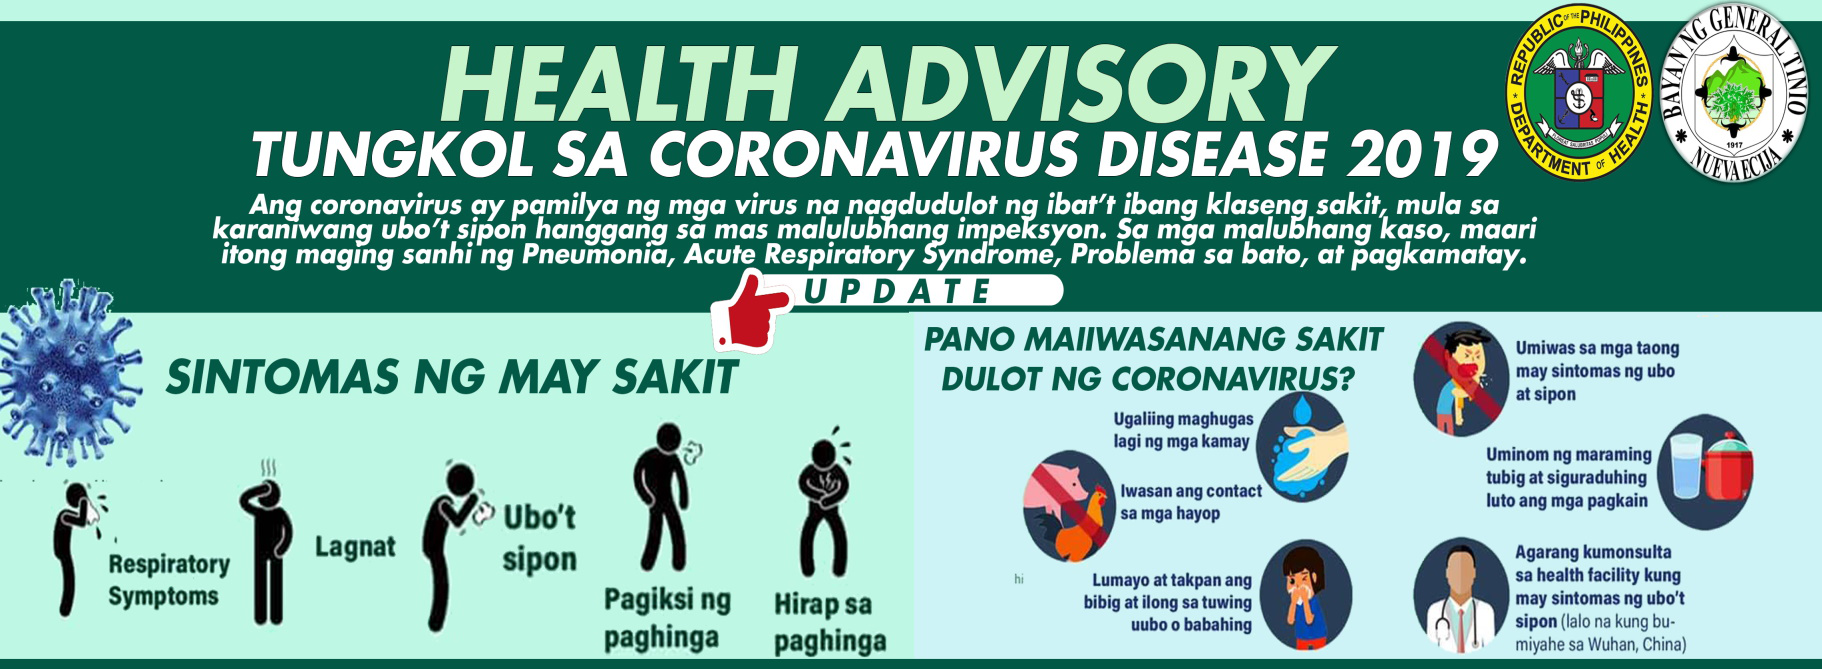 HEALTH ADVISORY
TUNGKOL SA CORONAVIRUS DISEASE 2019
Ang coronavirus ay pamilya ng mga virus na nagdudulot ng ibat't ibang klaseng sakit, mula sa
karaniwang ubo't sipon hanggang sa mas malulubhang impeksyon. Sa mga malubhang kaso, maari
itong maging sanhi ng Pneumonia, Acute Respiratory Syndrome, Problema sa bato, at pagkamatay.
UPDATE
REPUBLIC OF THE PHILIPPINES
DEPARTMENT OF HEALTH
BAYAN NG GENERAL TINIO
1917
NUEVA ECIJA
SINTOMAS NG MAY SAKIT
Respiratory
Symptoms
Lagnat
Ubo't
sipon
Pagiksi ng
paghinga
Hirap sa
paghinga
PANO MAIIWASANANG SAKIT
DULOT NG CORONAVIRUS?
Ugaliing maghugas
lagi ng mga kamay
Iwasan ang contact
sa mga hayop
hi
Lumayo at takpan ang
bibig at ilong sa tuwing
uubo o babahing
Umiwas sa mga taong
may sintomas ng ubo
at sipon
Uminom ng maraming
tubig at siguraduhing
luto ang mga pagkain
Agarang kumonsulta
sa health facility kung
may sintomas ng ubo't
sipon (lalo na kung bu-
miyahe sa Wuhan, China)